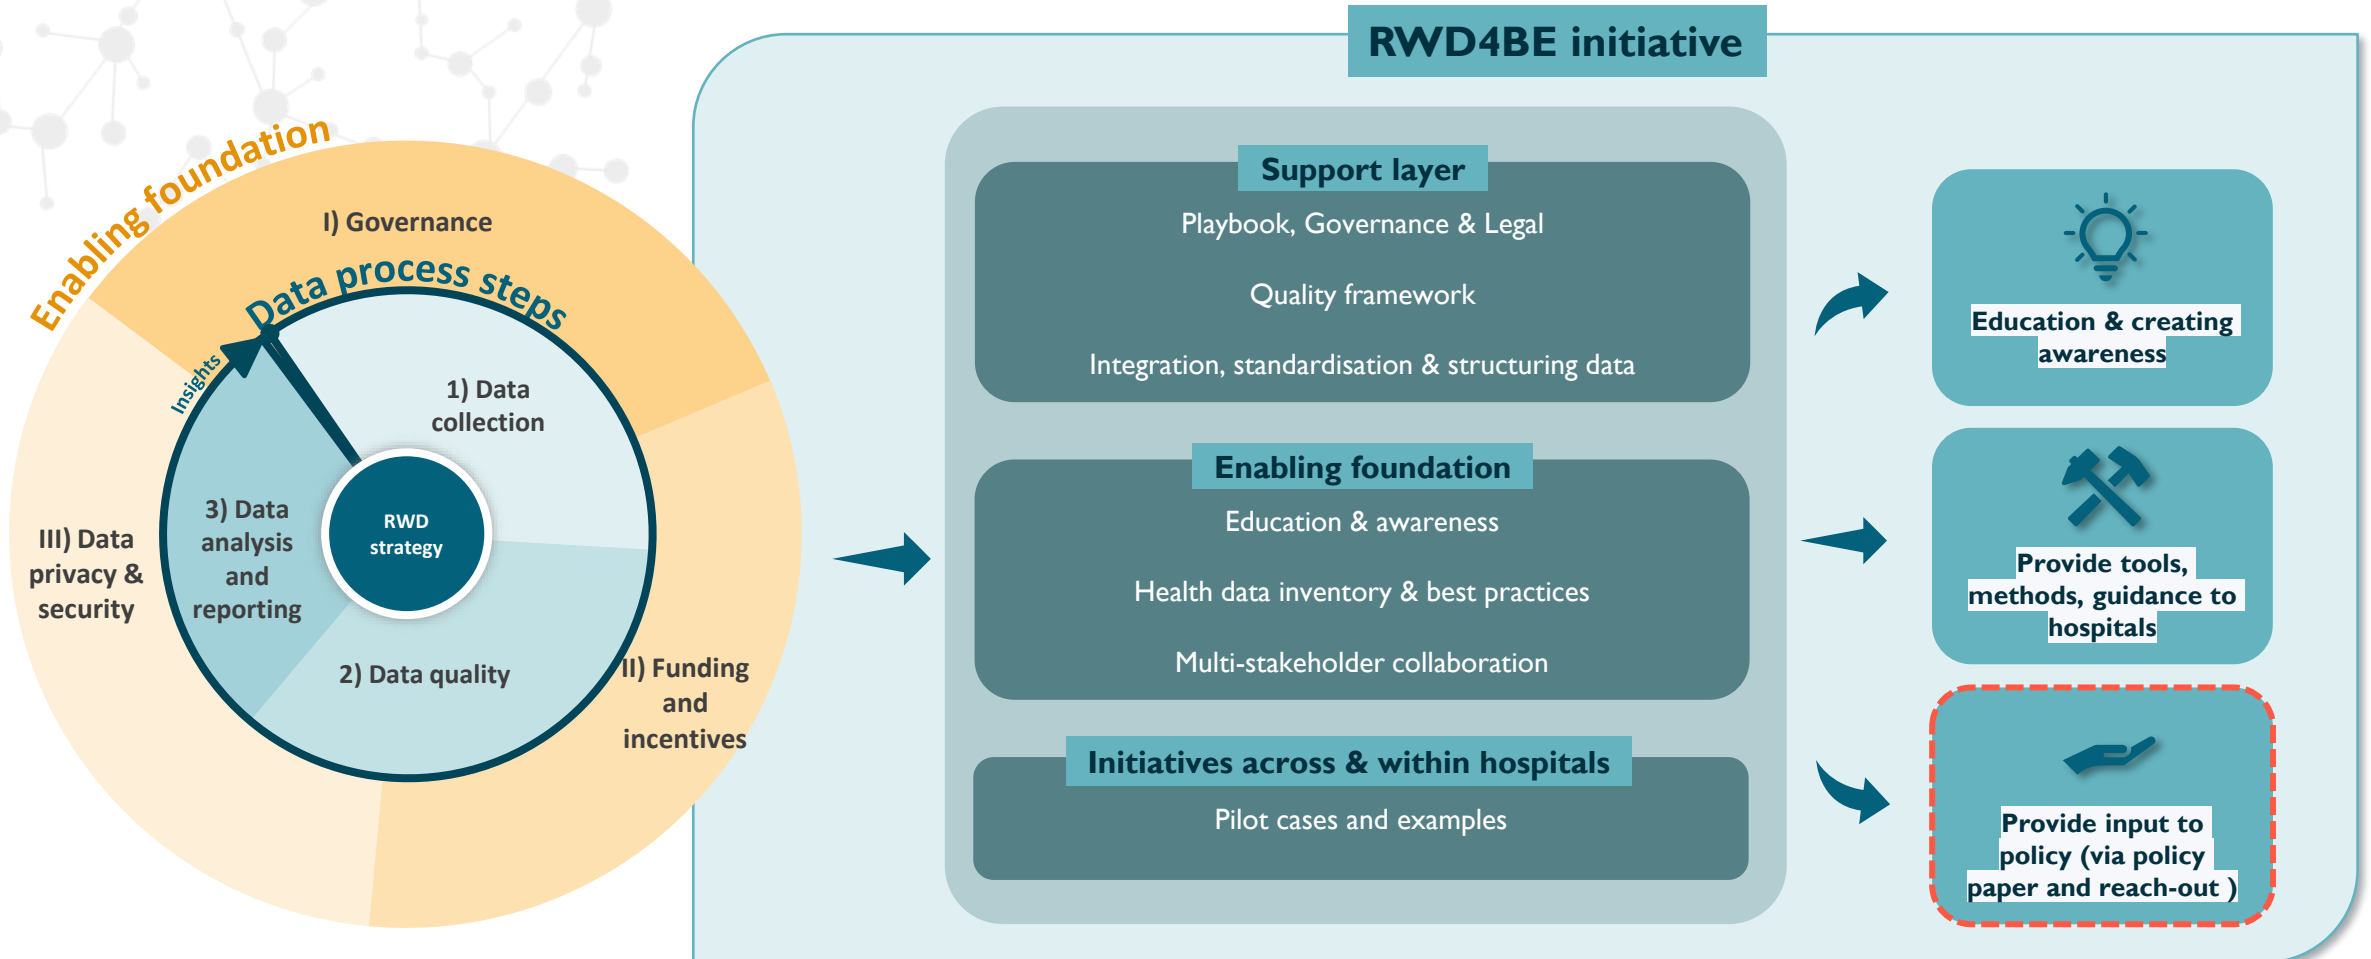 RWD4BE initiative
Enabling foundation
I) Governance
Data process steps
Insights
1) Data
collection
RWD
strategy
3) Data
analysis
and
reporting
2) Data quality
III) Data
privacy &
security
II) Funding
and
incentives
Support layer
Playbook, Governance & Legal
Quality framework
Integration, standardisation & structuring data
Enabling foundation
Education & awareness
Health data inventory & best practices
Multi-stakeholder collaboration
Initiatives across & within hospitals
Pilot cases and examples
Education & creating
awareness
Provide tools,
methods, guidance to
hospitals
Provide input to
policy (via policy
paper and reach-out )